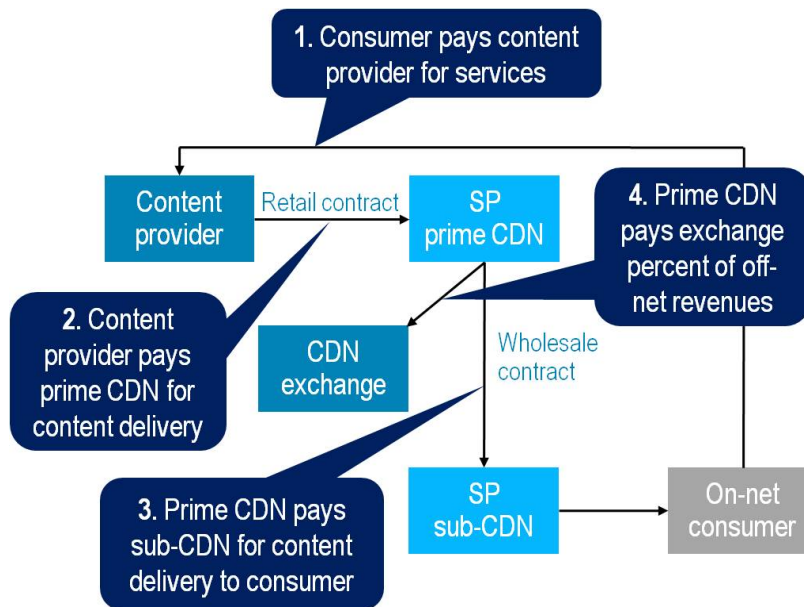 1. Consumer pays content
provider for services
Content
provider
Retail contract
SP
prime CDN
4. Prime CDN
pays exchange
percent of off-
net revenues
2. Content
provider pays
prime CDN for
content delivery
CDN
exchange
Wholesale
contract
3. Prime CDN pays
sub-CDN for content
delivery to consumer
SP
sub-CDN
On-net
consumer